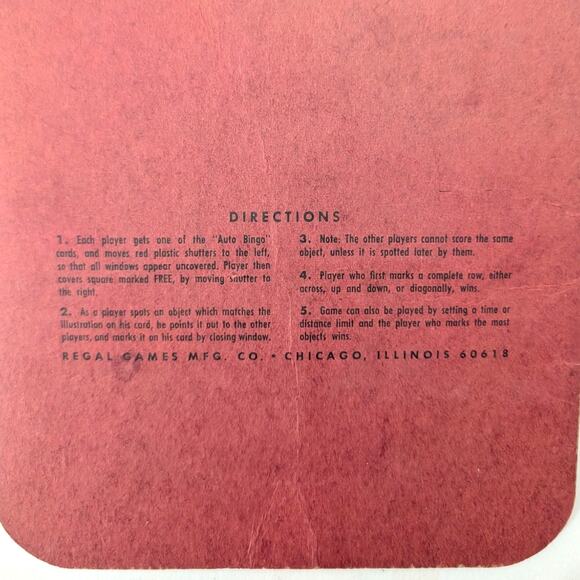 DIRECTIONS
1. Each player gets one of the "Auto Bingo"
cards, and moves red plastic shutters to the left,
so that all windows appear uncovered. Player then
covers square marked FREE, by moving shutter to
the right.
2. As a player spots an object which matches the
illustration on his card, he points it out to the other
players, and marks it on his card by closing window.
3. Note: The other players cannot score the same
object, unless it is spotted later by them.
4. Player who first marks a complete row, either
across, up and down, or diagonally, wins.
5. Game can also be played by setting a time or
distance limit and the player who marks the most
objects wins.
REGAL GAMES MFG. CO. • CHICAGO, ILLINOIS 60618